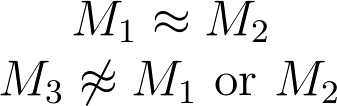 M₁ ≈ M₂
M₃ ≉ M₁ or M₂